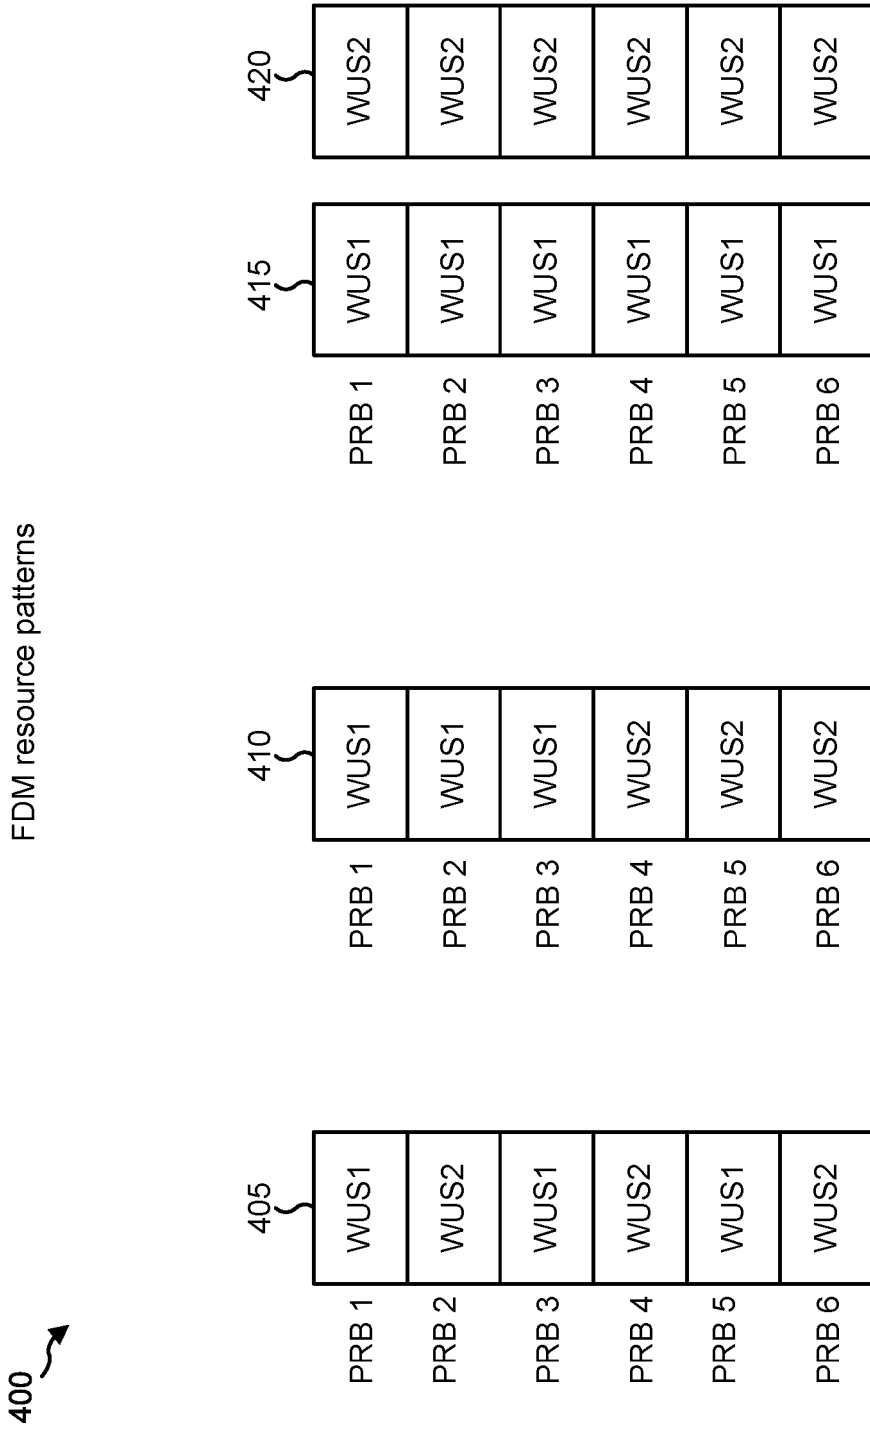 FDM resource patterns
400
405 410 415 420
PRB 1 WUS1 PRB 1 WUS1 PRB 1 WUS1 WUS2
PRB 2 WUS2 PRB 2 WUS1 PRB 2 WUS1 WUS2
PRB 3 WUS1 PRB 3 WUS1 PRB 3 WUS1 WUS2
PRB 4 WUS2 PRB 4 WUS2 PRB 4 WUS1 WUS2
PRB 5 WUS1 PRB 5 WUS2 PRB 5 WUS1 WUS2
PRB 6 WUS2 PRB 6 WUS2 PRB 6 WUS1 WUS2